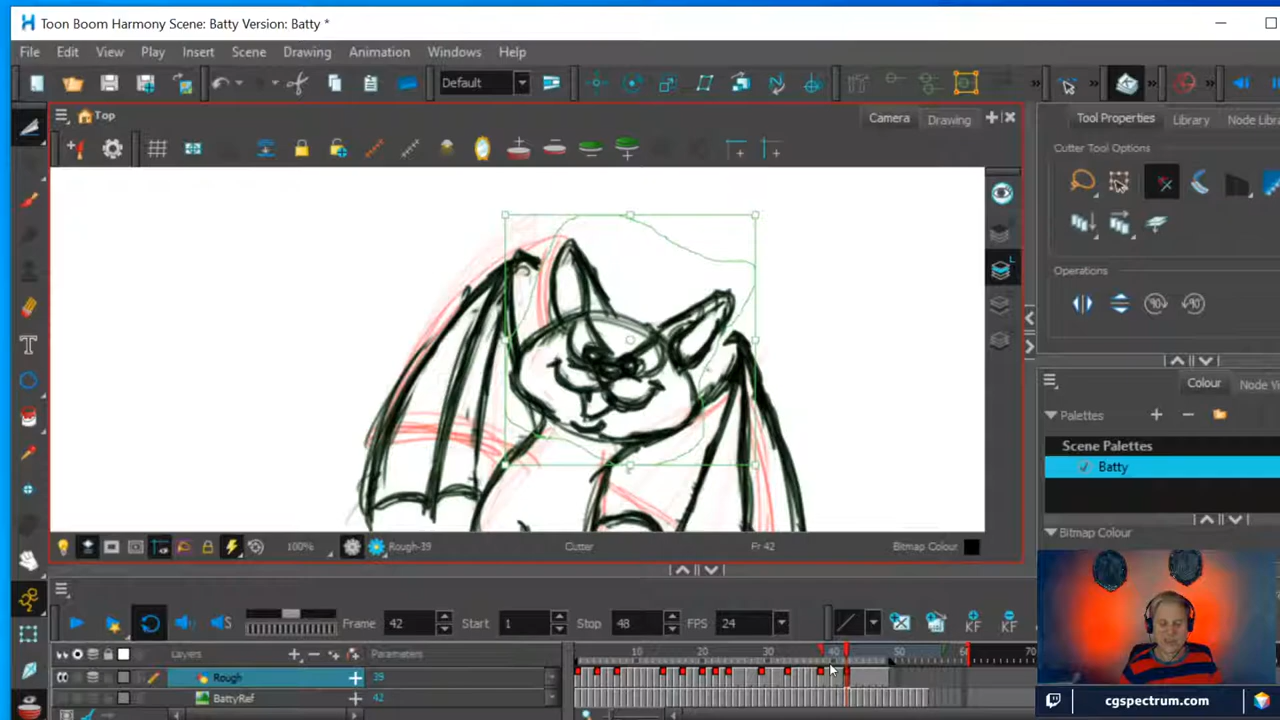 Toon Boom Harmony Scene: Batty Version: Batty *
File Edit View Play Insert Scene Drawing Animation Windows Help
Default
Top
Camera
Drawing
Tool Properties
Library
Node Libra
Cutter Tool Options
Operations
90
90
Colour
Node Vi
Palettes
Scene Palettes
Batty
Bitmap Colour
100%
Rough-39
Cutter
Fr 42
Bitmap Colour
Frame 42
Start 1
Stop 48
FPS 24
KF
KF
Layers
Parameters
10 20 30 40 50 60 70
Rough
39
BattyRef
42
cgspectrum.com